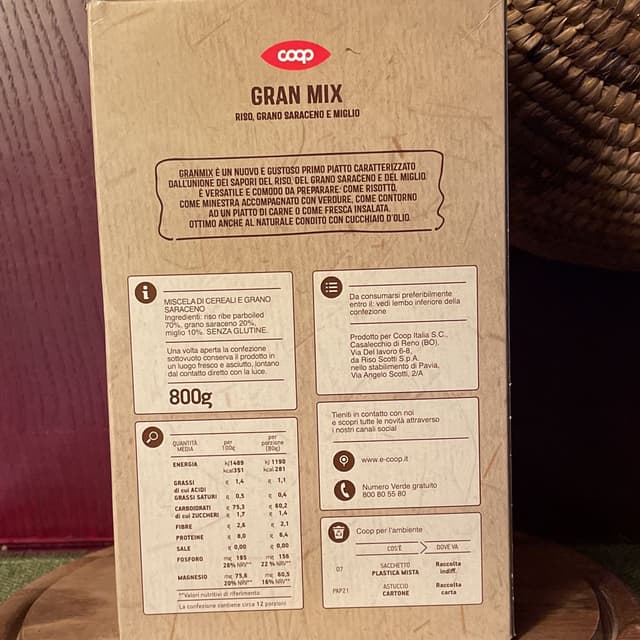 coop
GRAN MIX
RISO, GRANO SARACENO E MIGLIO
GRANMIX È UN NUOVO E GUSTOSO PRIMO PIATTO CARATTERIZZATO
DALL'UNIONE DEI SAPORI DEL RISO, DEL GRANO SARACENO E DEL MIGLIO.
È VERSATILE E COMODO DA PREPARARE: COME RISOTTO,
COME MINESTRA ACCOMPAGNATO CON VERDURE, COME CONTORNO
AD UN PIATTO DI CARNE O COME FRESCA INSALATA.
OTTIMO ANCHE AL NATURALE CONDITO CON CUCCHIAIO D'OLIO.
MISCELA DI CEREALI E GRANO
SARACENO
Ingredienti: riso ribe parboiled
70%, grano saraceno 20%,
miglio 10%. SENZA GLUTINE.
Una volta aperta la confezione
sottovuoto conserva il prodotto in
un luogo fresco e asciutto, lontano
dal contatto diretto con la luce.
800g
QUANTITÀ MEDIA per 100g per porzione (80g)
ENERGIA kj 1489 kj 1190
kcal 351 kcal 281
GRASSI g 1,4 g 1,1
di cui ACIDI
GRASSI SATURI g 0,5 g 0,4
CARBOIDRATI g 75,3 g 60,2
di cui ZUCCHERI g 1,7 g 1,4
FIBRE g 2,6 g 2,1
PROTEINE g 8,0 g 6,4
SALE g 0,00 g 0,00
FOSFORO mg 195 mg 156
28% NRV** 22% NRV**
MAGNESIO mg 75,6 mg 60,5
20% NRV** 16% NRV**
**Valori nutritivi di riferimento
La confezione contiene circa 12 porzioni
Da consumarsi preferibilmente
entro il: vedi lembo inferiore della
confezione
Prodotto per Coop Italia S.C.,
Casalecchio di Reno (BO),
Via Del lavoro 6-8,
da Riso Scotti S.p.A.
nello stabilimento di Pavia,
Via Angelo Scotti, 2/A
Tieniti in contatto con noi
e scopri tutte le novità attraverso
i nostri canali social
www.e-coop.it
Numero Verde gratuito
800 80 55 80
Coop per l'ambiente
COS'È DOVE VA
07 SACCHETTO PLASTICA MISTA Raccolta indiff.
PAP21 ASTUCCIO CARTONE Raccolta carta